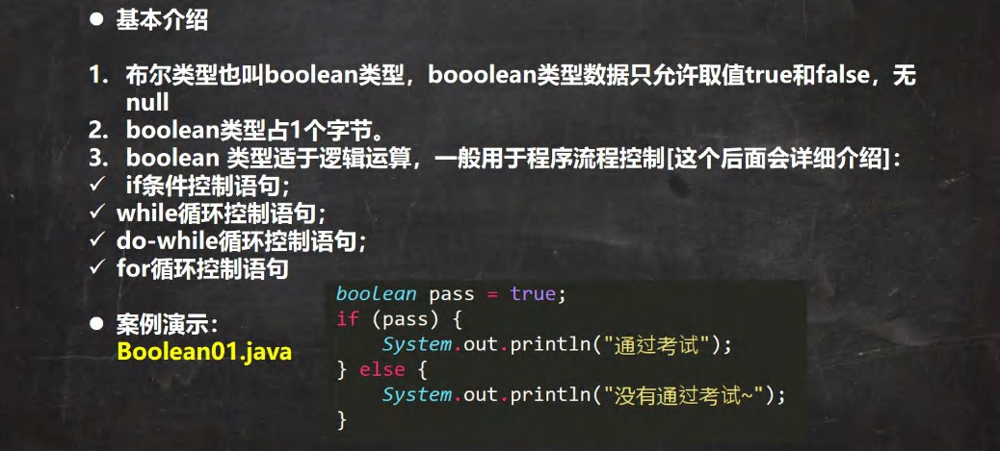 ● 基本介绍
1. 布尔类型也叫boolean类型，booolean类型数据只允许取值true和false，无
null
2. boolean类型占1个字节。
3. boolean 类型适于逻辑运算，一般用于程序流程控制[这个后面会详细介绍]：
✓ if条件控制语句；
✓ while循环控制语句；
✓ do-while循环控制语句；
✓ for循环控制语句
● 案例演示：
Boolean01.java
boolean pass = true;
if (pass) {
    System.out.println("通过考试");
} else {
    System.out.println("没有通过考试~");
}